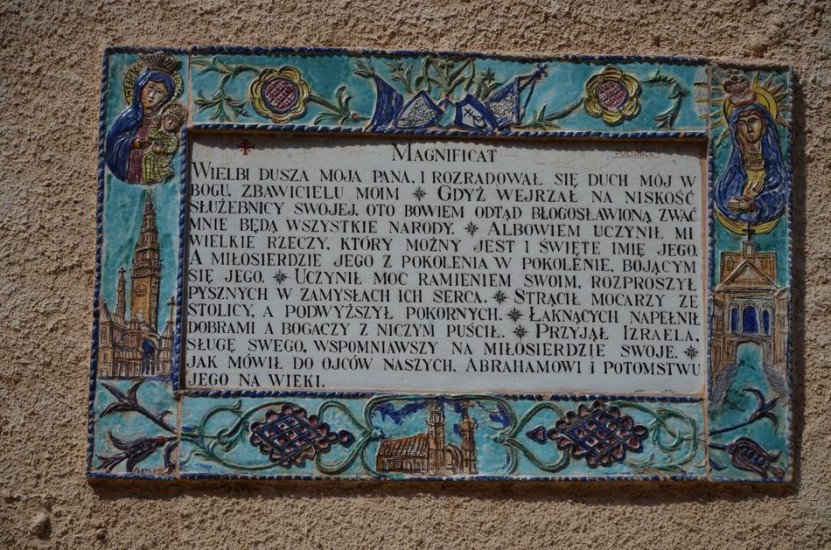 MAGNIFICAT
WIELBI DUSZA MOJA PANA, I ROZRADOWAŁ SIĘ DUCH MÓJ W
BOGU, ZBAWICIELU MOIM ✴ GDYŻ WEJRZAŁ NA NISKOŚĆ
SŁUŻEBNICY SWOJEJ, OTO BOWIEM ODTĄD BŁOGOSŁAWIONĄ ZWAĆ
MNIE BĘDĄ WSZYSTKIE NARODY. ✴ ALBOWIEM UCZYNIŁ MI
WIELKIE RZECZY, KTÓRY MOŻNY JEST I ŚWIĘTE IMIĘ JEGO.
A MIŁOSIERDZIE JEGO Z POKOLENIA W POKOLENIE, BOJĄCYM
SIĘ JEGO. ✴ UCZYNIŁ MOC RAMIENIEM SWOIM, ROZPROSZYŁ
PYSZNYCH W ZAMYSŁACH ICH SERCA. ✴ STRĄCIŁ MOCARZY ZE
STOLICY, A PODWYŻSZYŁ POKORNYCH. ✴ ŁAKNĄCYCH NAPEŁNIŁ
DOBRAMI A BOGACZY Z NICZYM PUŚCIŁ. ✴ PRZYJĄŁ IZRAELA,
SŁUGĘ SWEGO, WSPOMNIAWSZY NA MIŁOSIERDZIE SWOJE. ✴
JAK MÓWIŁ DO OJCÓW NASZYCH, ABRAHAMOWI I POTOMSTWU
JEGO NA WIEKI.